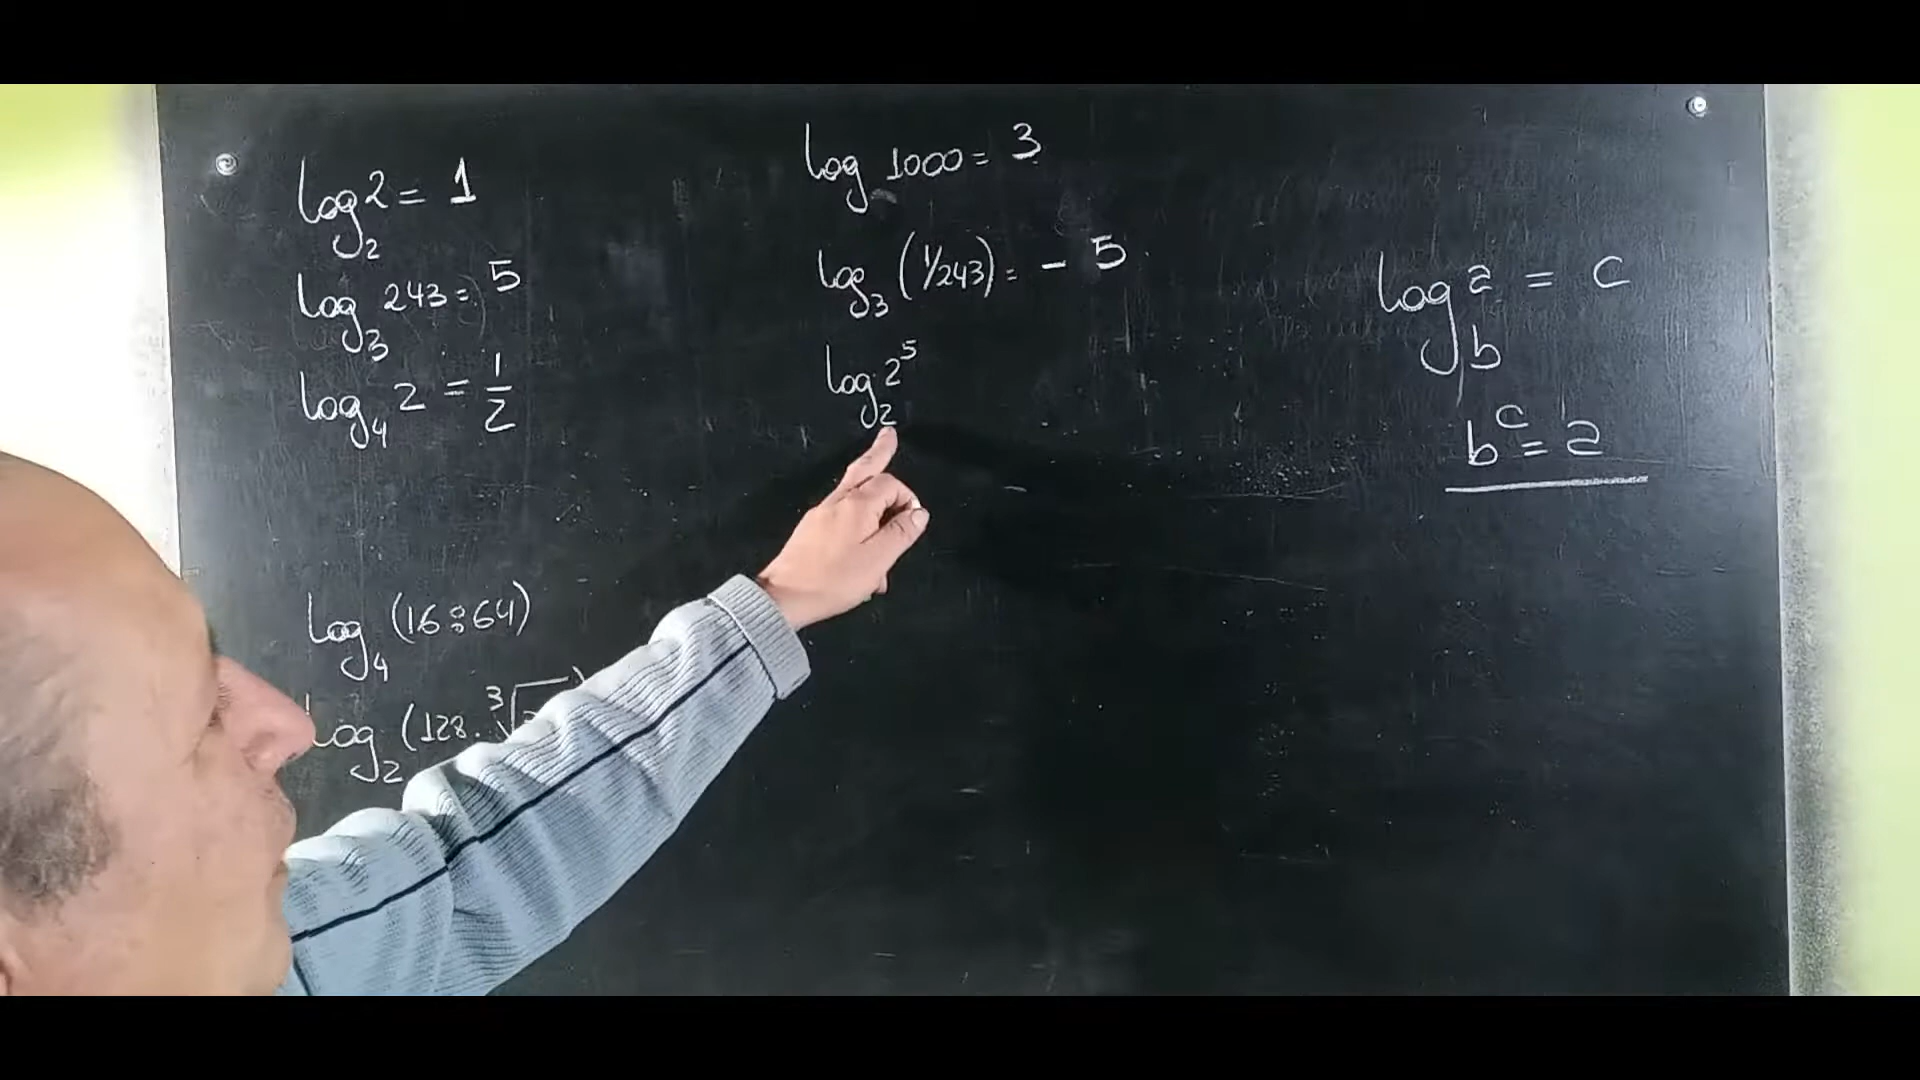 log₂ 2 = 1
log₃ 243 = 5
log₄ 2 = 1/2
log₄ (16 : 64)
log₂ (128 · ³√
log 1000 = 3
log₃ (1/243) = - 5
log₂ 2⁵
log_b a = c
b^c = a